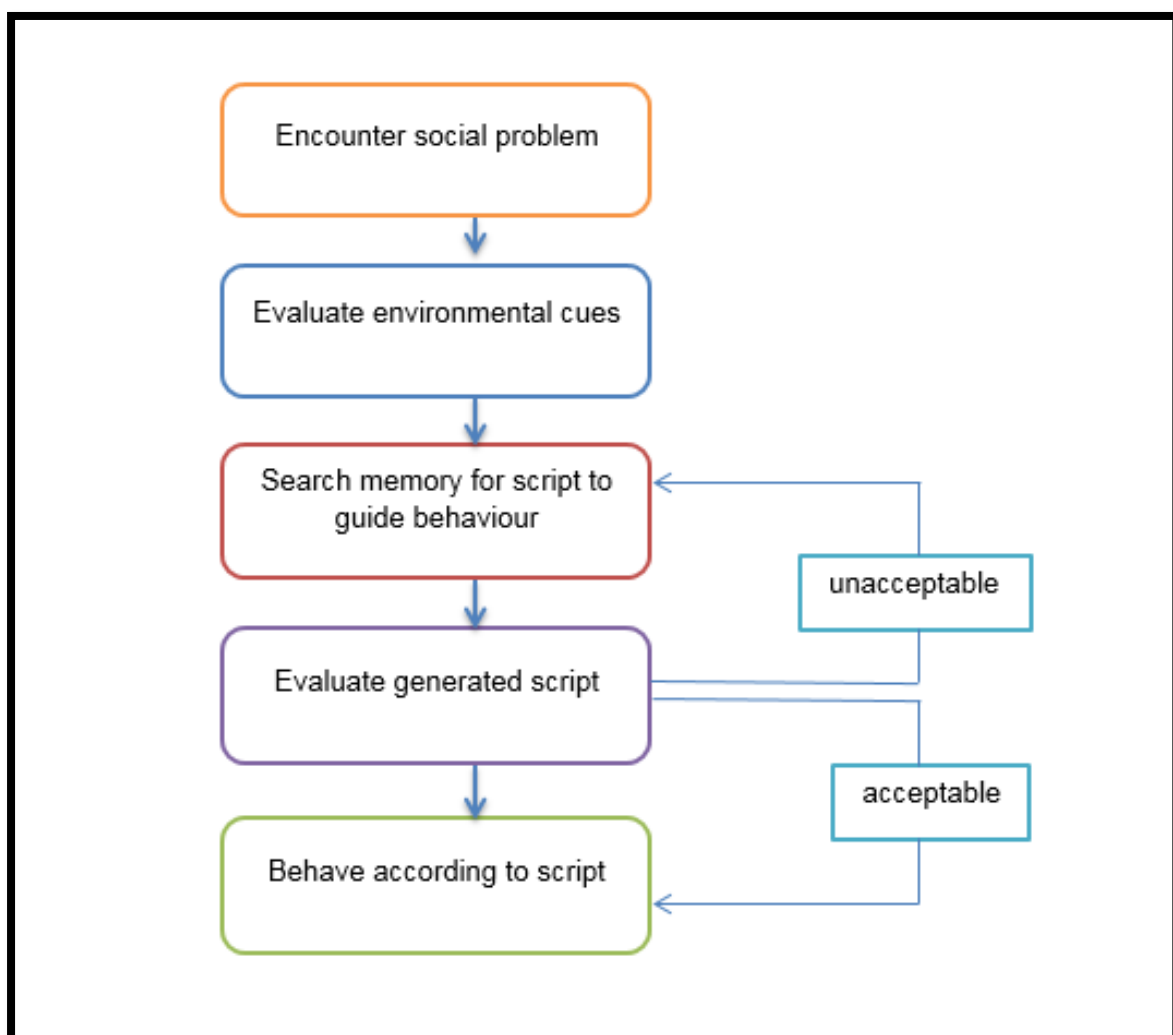 Encounter social problem
Evaluate environmental cues
Search memory for script to
guide behaviour
unacceptable
Evaluate generated script
acceptable
Behave according to script